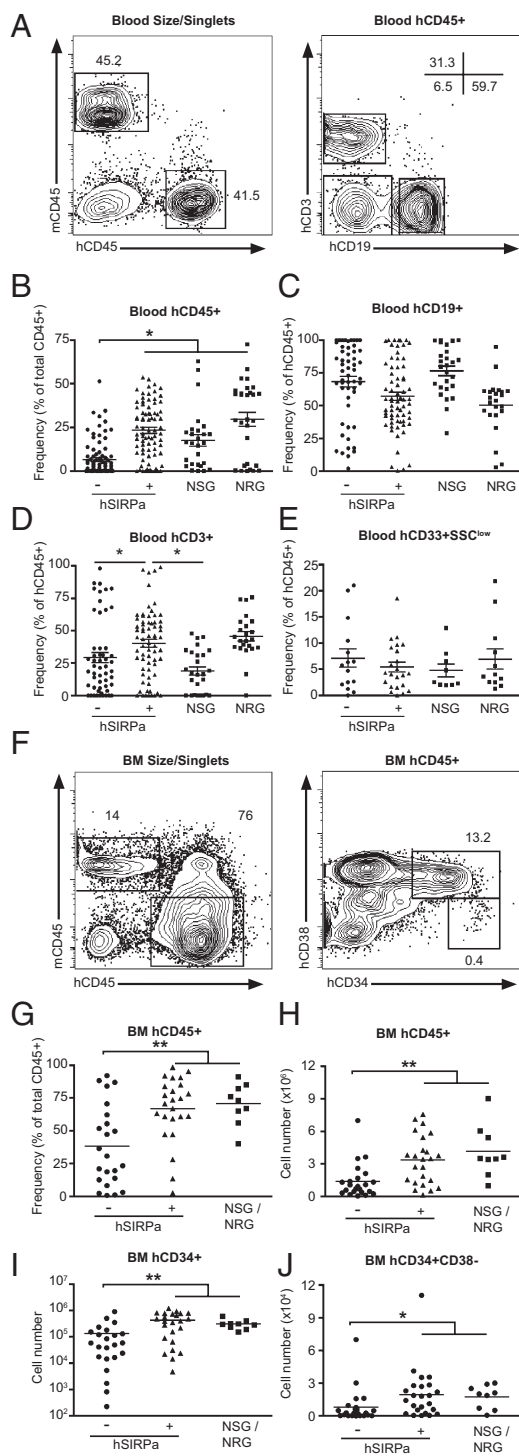 A
Blood Size/Singlets
45.2
41.5
mCD45
hCD45
Blood hCD45+
31.3
6.5
59.7
hCD3
hCD19
B
Blood hCD45+
*
Frequency (% of total CD45+)
75
50
25
0
-
+
NSG
NRG
hSIRPa
C
Blood hCD19+
Frequency (% of hCD45+)
100
75
50
25
0
-
+
NSG
NRG
hSIRPa
D
Blood hCD3+
*
*
Frequency (% of hCD45+)
100
75
50
25
0
-
+
NSG
NRG
hSIRPa
E
Blood hCD33+SSClow
Frequency (% of hCD45+)
25
20
15
10
5
0
-
+
NSG
NRG
hSIRPa
F
BM Size/Singlets
14
76
mCD45
hCD45
BM hCD45+
13.2
0.4
hCD38
hCD34
G
BM hCD45+
**
Frequency (% of total CD45+)
100
75
50
25
0
-
+
NSG /
NRG
hSIRPa
H
BM hCD45+
**
Cell number (x10⁶)
12
9
6
3
0
-
+
NSG /
NRG
hSIRPa
I
BM hCD34+
**
Cell number
10⁷
10⁶
10⁵
10⁴
10³
10²
-
+
NSG /
NRG
hSIRPa
J
BM hCD34+CD38-
*
Cell number (x10⁴)
12
9
6
3
0
-
+
NSG /
NRG
hSIRPa